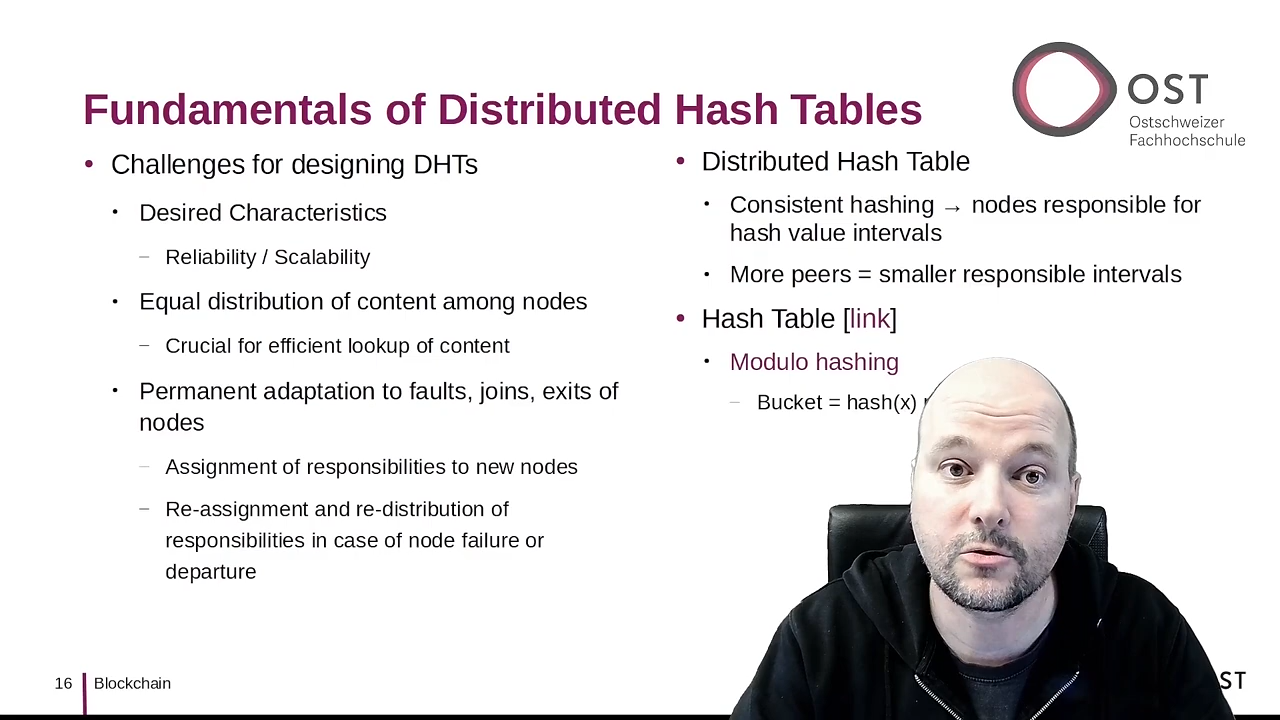 OST
Ostschweizer
Fachhochschule
Fundamentals of Distributed Hash Tables
• Challenges for designing DHTs
• Desired Characteristics
– Reliability / Scalability
• Equal distribution of content among nodes
– Crucial for efficient lookup of content
• Permanent adaptation to faults, joins, exits of
nodes
– Assignment of responsibilities to new nodes
– Re-assignment and re-distribution of
responsibilities in case of node failure or
departure
• Distributed Hash Table
• Consistent hashing → nodes responsible for
hash value intervals
• More peers = smaller responsible intervals
• Hash Table [link]
• Modulo hashing
– Bucket = hash(x)
16 Blockchain